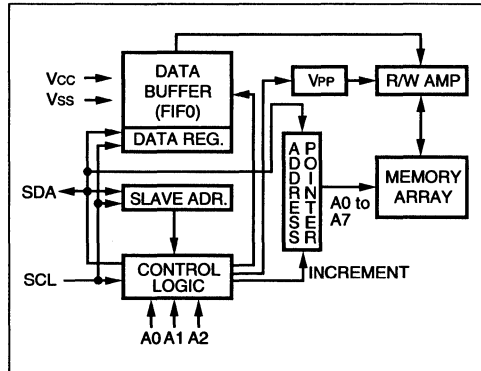 Vcc
Vss
DATA
BUFFER
(FIF0)
DATA REG.
VPP
R/W AMP
ADDRESS
POINTER
MEMORY
ARRAY
A0 to
A7
SDA
SLAVE ADR.
SCL
CONTROL
LOGIC
INCREMENT
A0 A1 A2